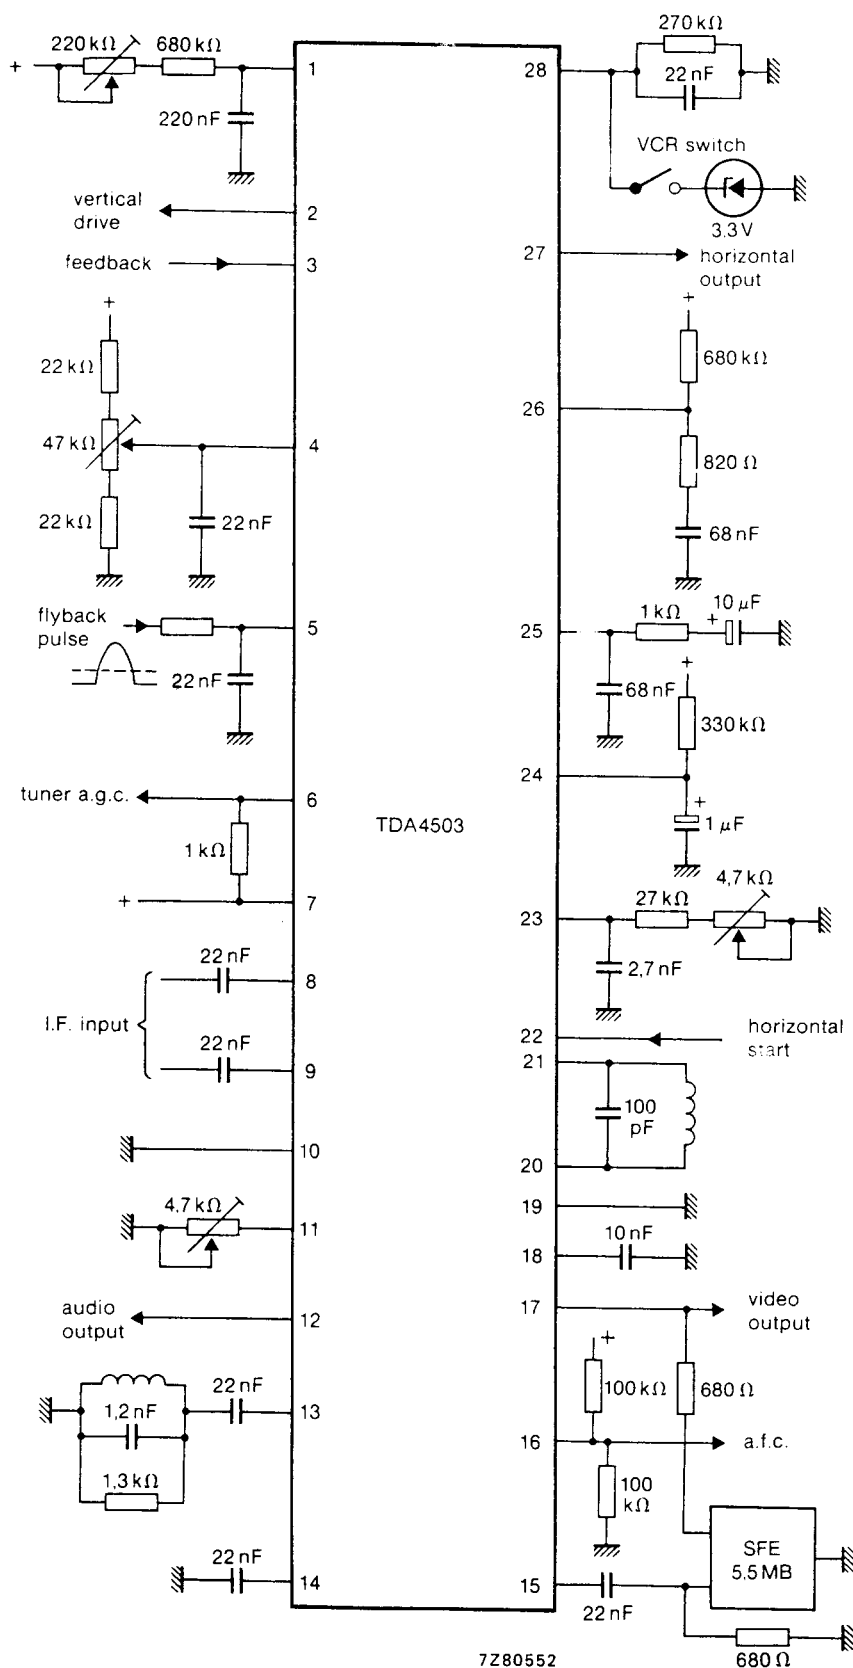 220 kΩ
680 kΩ
+
1
220 nF
vertical
drive
2
feedback
3
+
22 kΩ
47 kΩ
4
22 kΩ
22 nF
flyback
pulse
5
22 nF
tuner a.g.c.
6
1 kΩ
+
7
22 nF
8
I.F. input
22 nF
9
10
4,7 kΩ
11
audio
output
12
22 nF
13
1,2 nF
1,3 kΩ
22 nF
14
TDA4503
270 kΩ
28
22 nF
VCR switch
3.3 V
27
horizontal
output
+
680 kΩ
26
820 Ω
68 nF
25
1 kΩ
+
10 µF
68 nF
+
330 kΩ
24
+
1 µF
23
27 kΩ
4,7 kΩ
2,7 nF
22
horizontal
start
21
100
pF
20
19
10 nF
18
17
video
output
+
100 kΩ
680 Ω
16
a.f.c.
100
kΩ
SFE
5,5 MB
15
22 nF
680 Ω
7Z80552